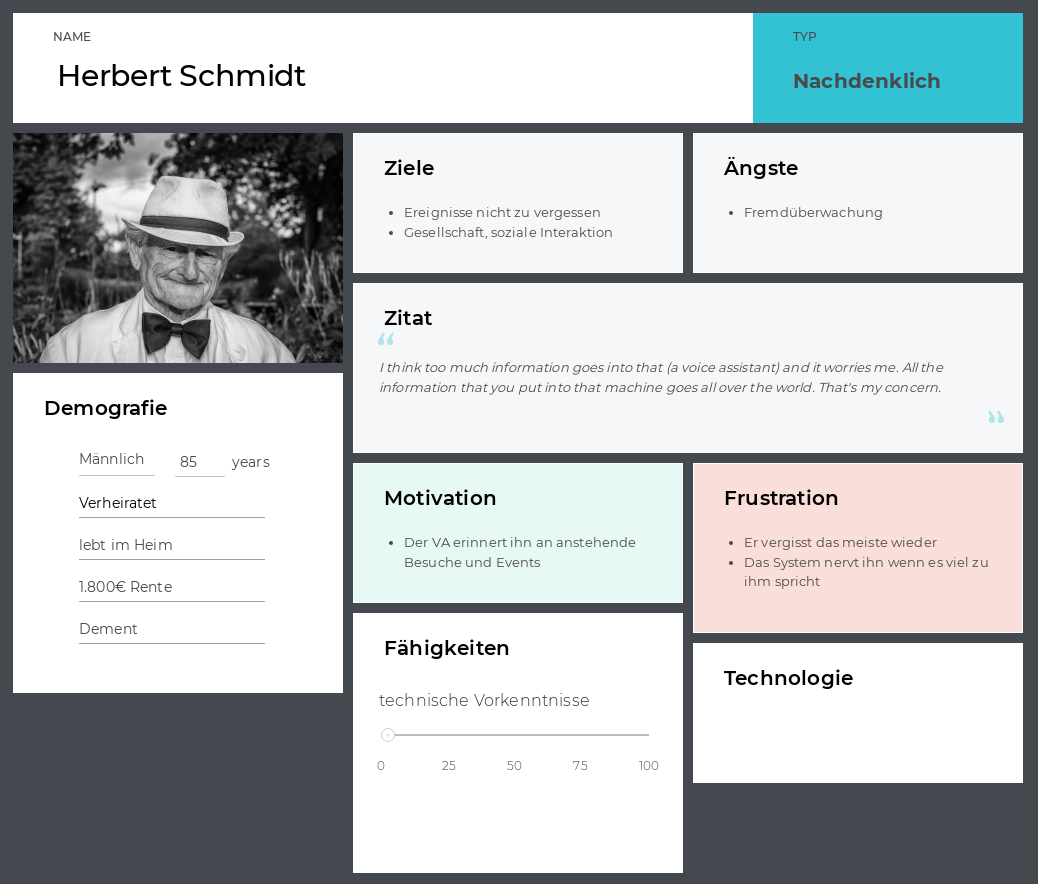 NAME
Herbert Schmidt
TYP
Nachdenklich
Ziele
Ereignisse nicht zu vergessen
Gesellschaft, soziale Interaktion
Ängste
Fremdüberwachung
Zitat
“
I think too much information goes into that (a voice assistant) and it worries me. All the
information that you put into that machine goes all over the world. That's my concern.
”
Demografie
Männlich 85 years
Verheiratet
lebt im Heim
1.800€ Rente
Dement
Motivation
Der VA erinnert ihn an anstehende
Besuche und Events
Frustration
Er vergisst das meiste wieder
Das System nervt ihn wenn es viel zu
ihm spricht
Fähigkeiten
technische Vorkenntnisse
0 25 50 75 100
Technologie